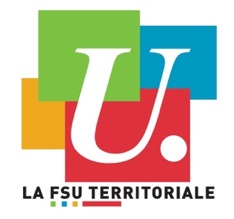 U.
LA FSU TERRITORIALE